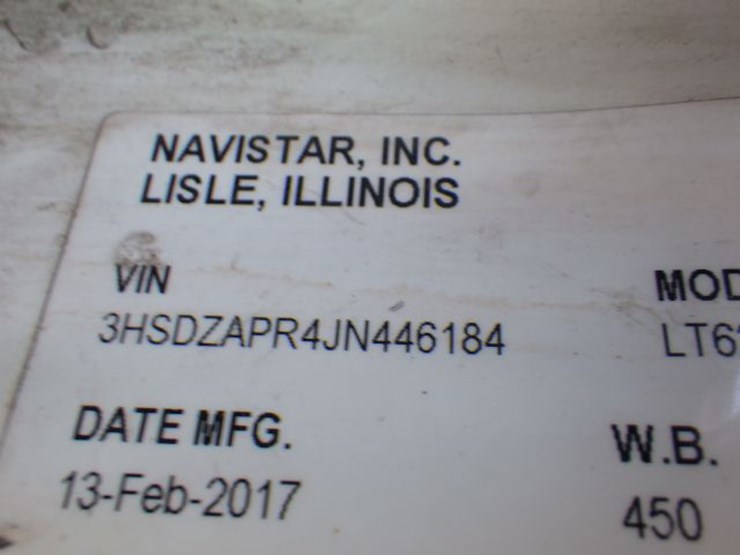 NAVISTAR, INC.
LISLE, ILLINOIS
VIN MOD
3HSDZAPR4JN446184 LT6
DATE MFG. W.B.
13-Feb-2017 450